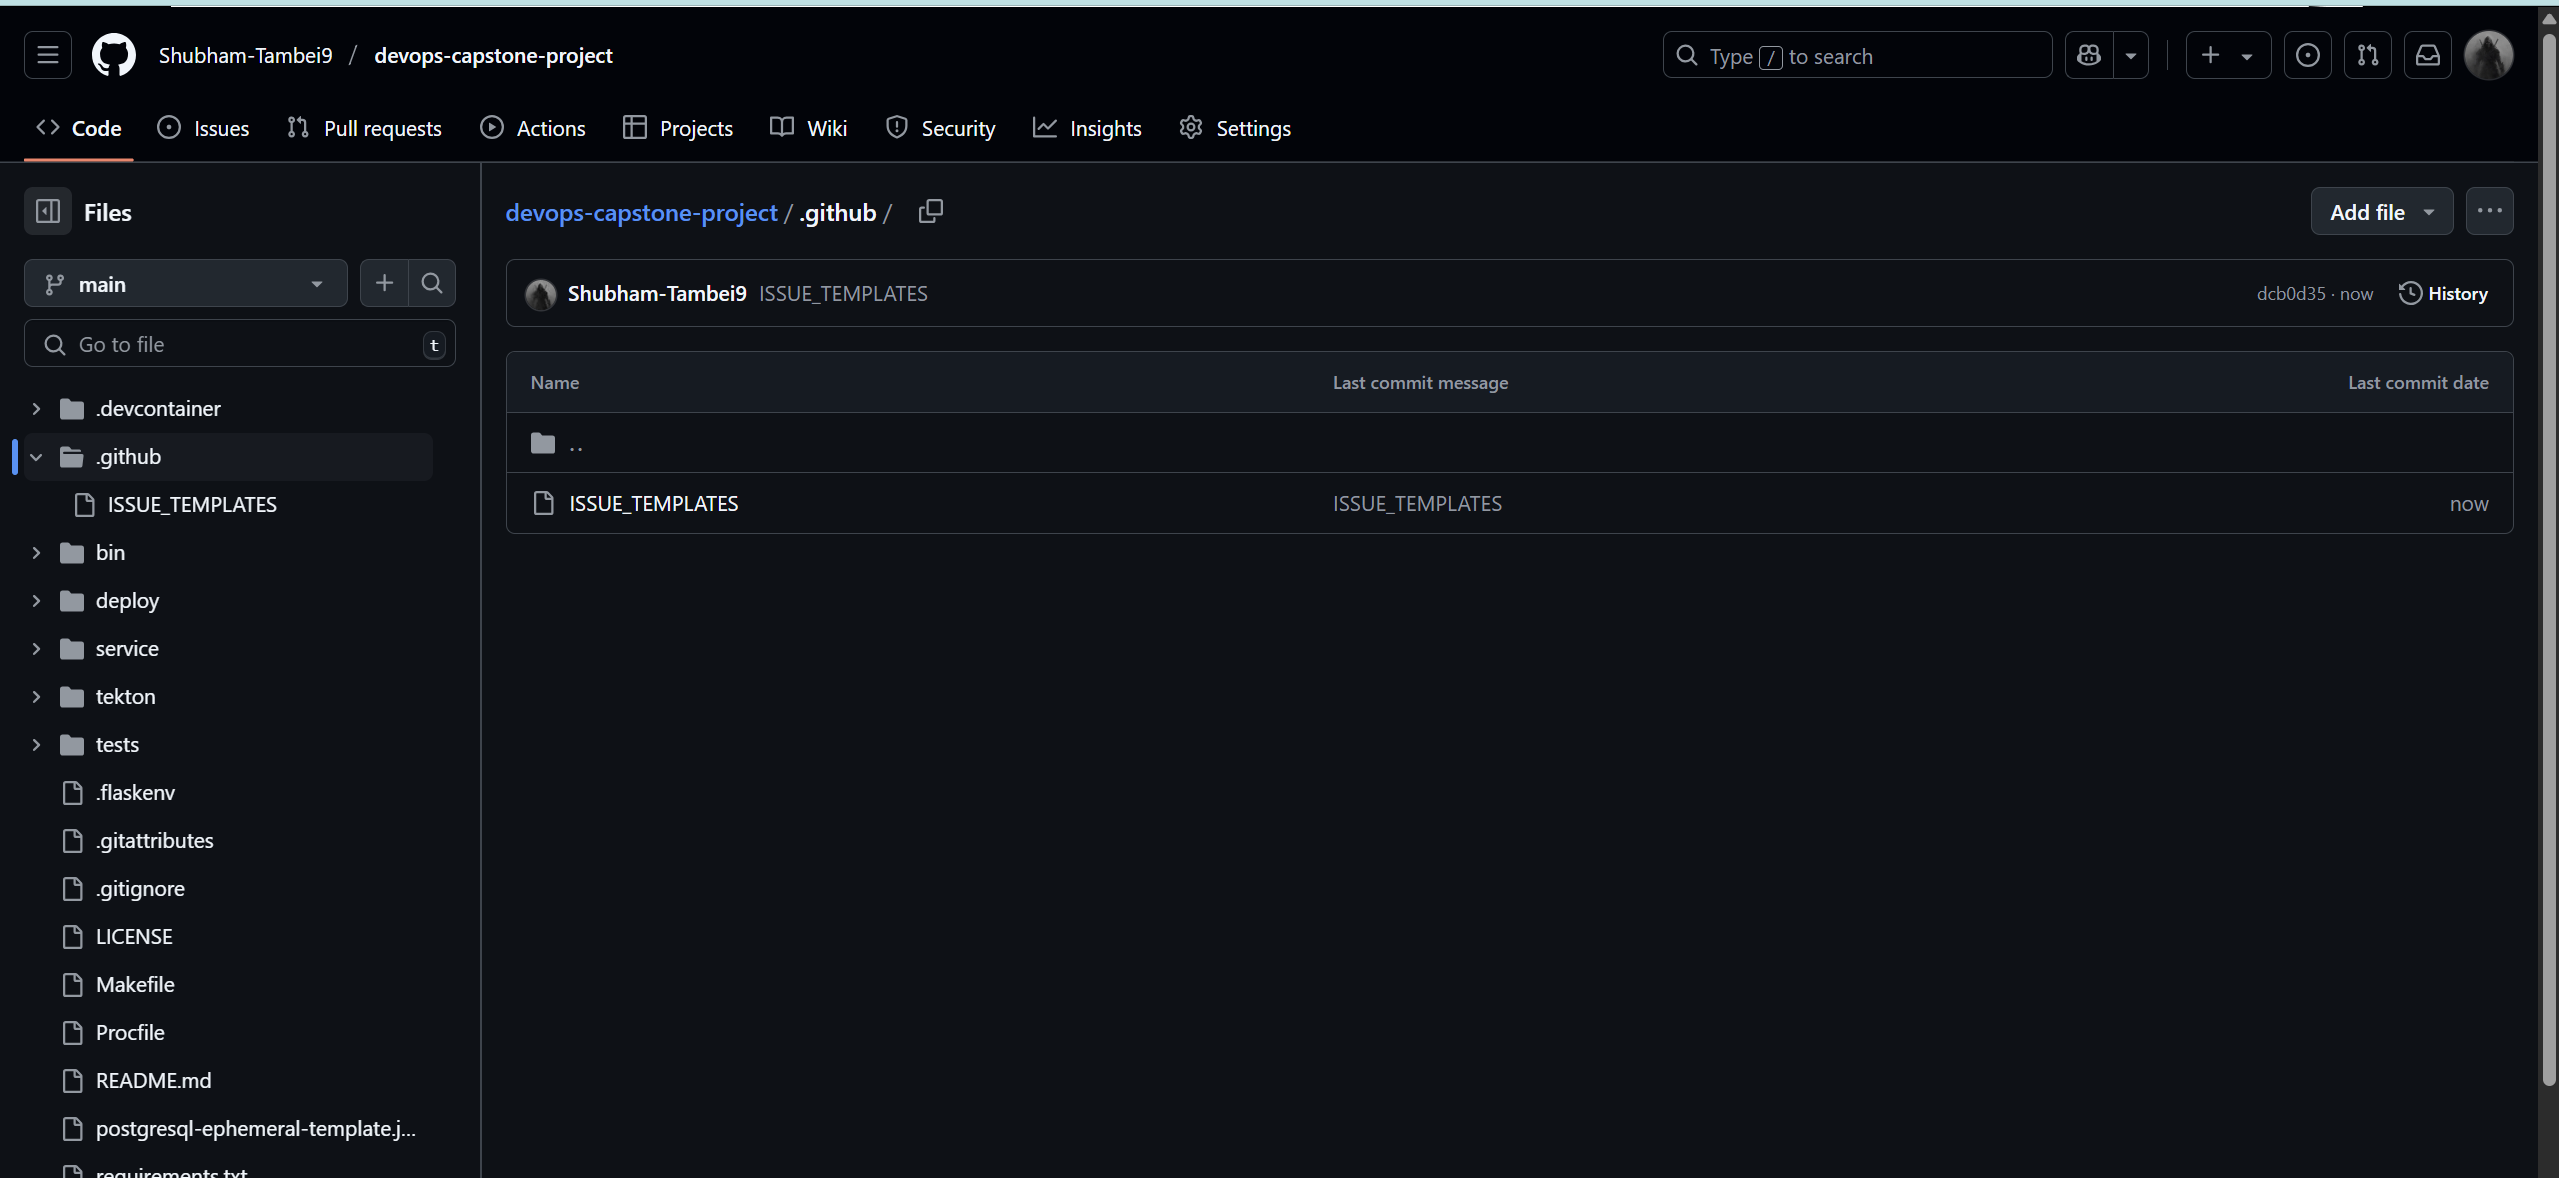 Shubham-Tambei9 / devops-capstone-project
Type / to search
Code Issues Pull requests Actions Projects Wiki Security Insights Settings
Files
main
Go to file t
.devcontainer
.github
ISSUE_TEMPLATES
bin
deploy
service
tekton
tests
.flaskenv
.gitattributes
.gitignore
LICENSE
Makefile
Procfile
README.md
postgresql-ephemeral-template.j...
requirements.txt
devops-capstone-project / .github /
Add file
Shubham-Tambei9 ISSUE_TEMPLATES dcb0d35 · now History
Name Last commit message Last commit date
..
ISSUE_TEMPLATES ISSUE_TEMPLATES now